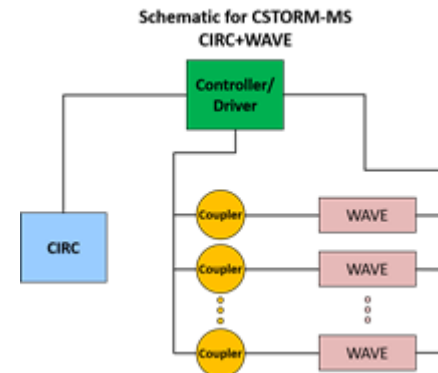 Schematic for CSTORM-MS
CIRC+WAVE
Controller/
Driver
CIRC
Coupler
WAVE
Coupler
WAVE
Coupler
WAVE